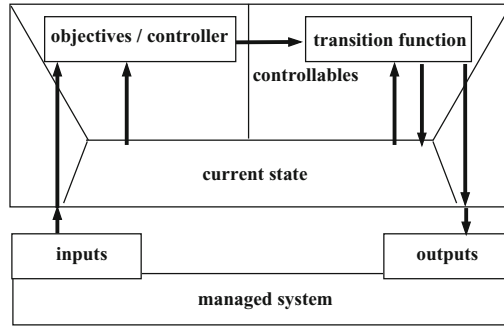 objectives / controller
transition function
controllables
current state
inputs
outputs
managed system